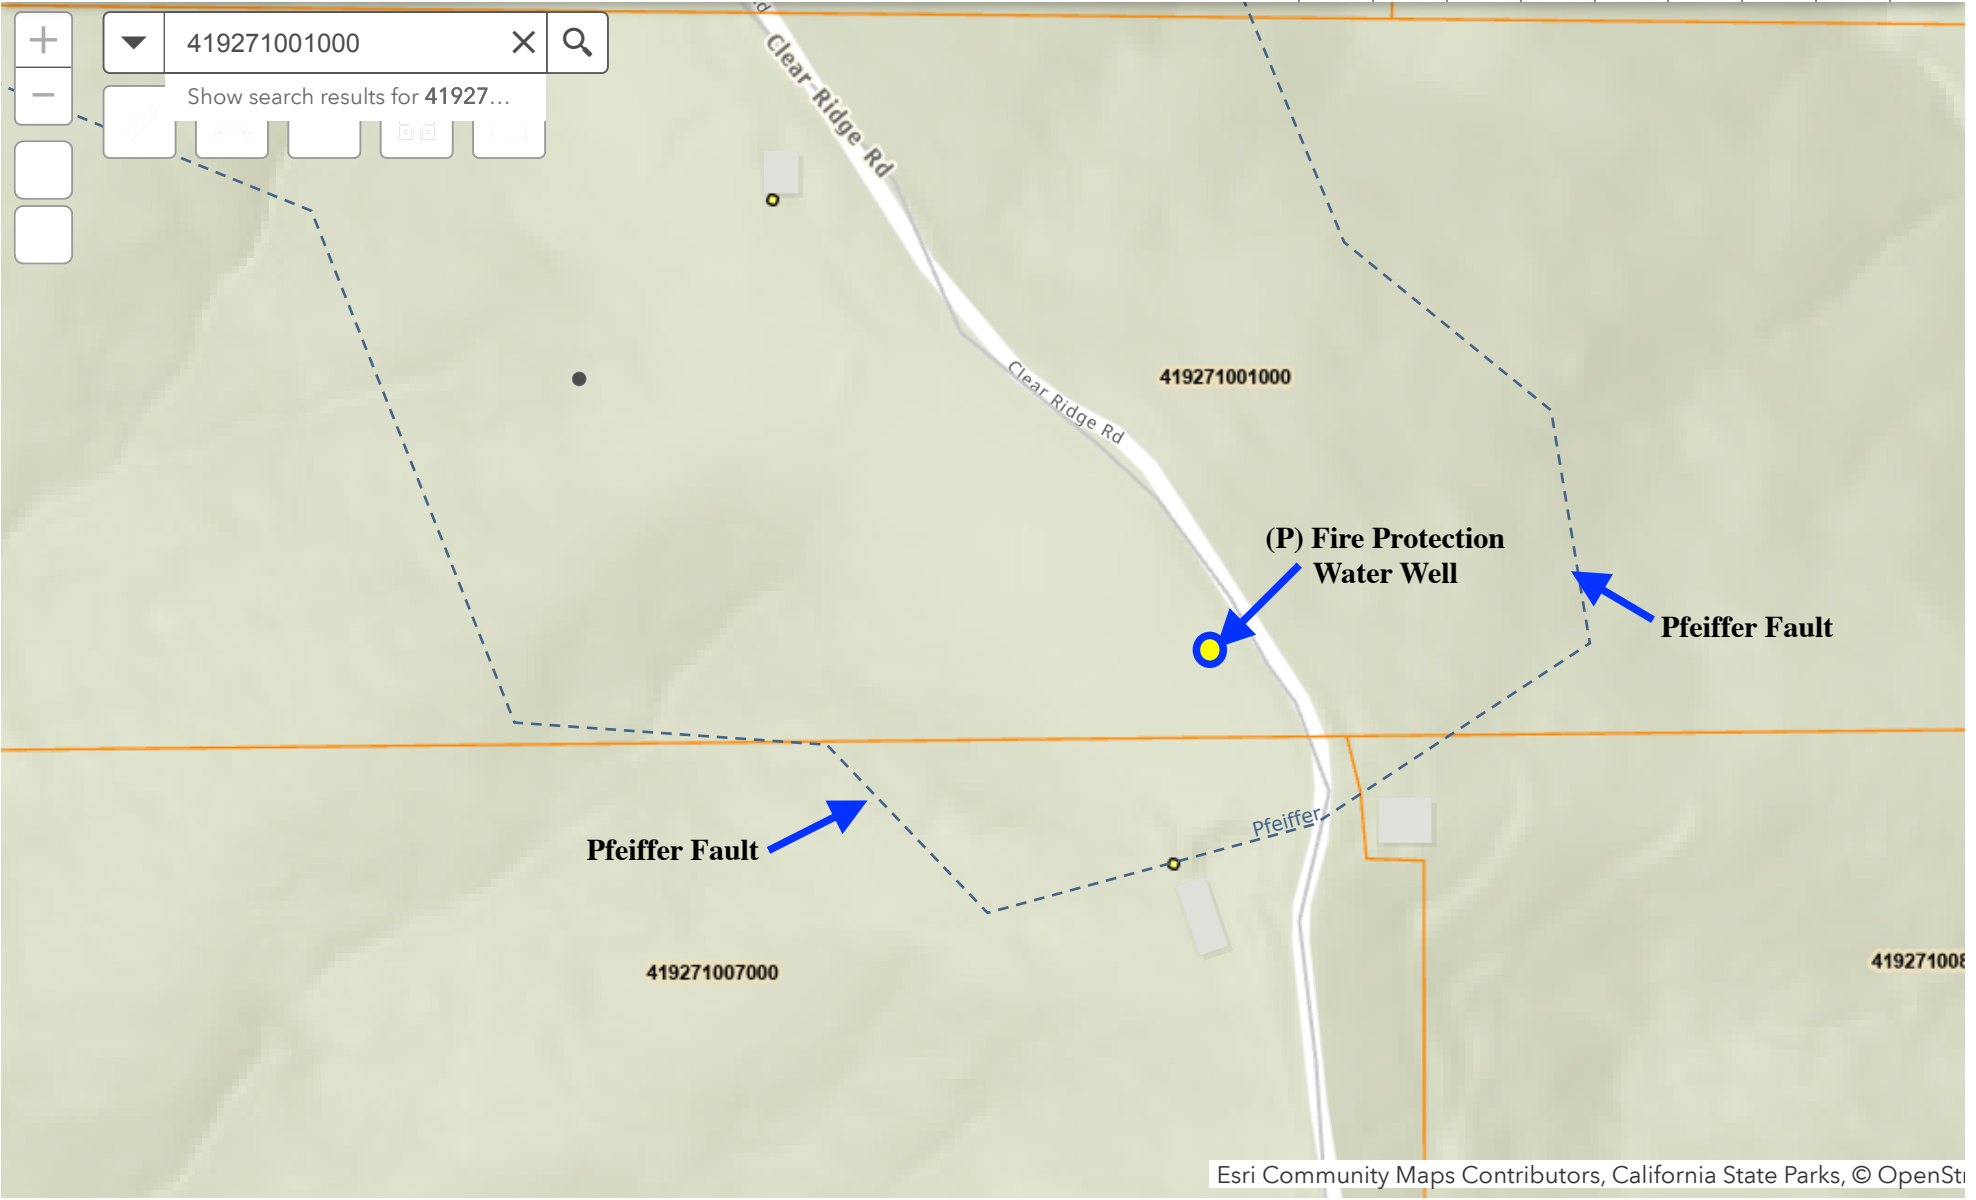 419271001000
Show search results for 41927...
Clear Ridge Rd
Clear Ridge Rd
419271001000
(P) Fire Protection
Water Well
Pfeiffer Fault
Pfeiffer
Pfeiffer Fault
419271007000
419271008
Esri Community Maps Contributors, California State Parks, © OpenStr